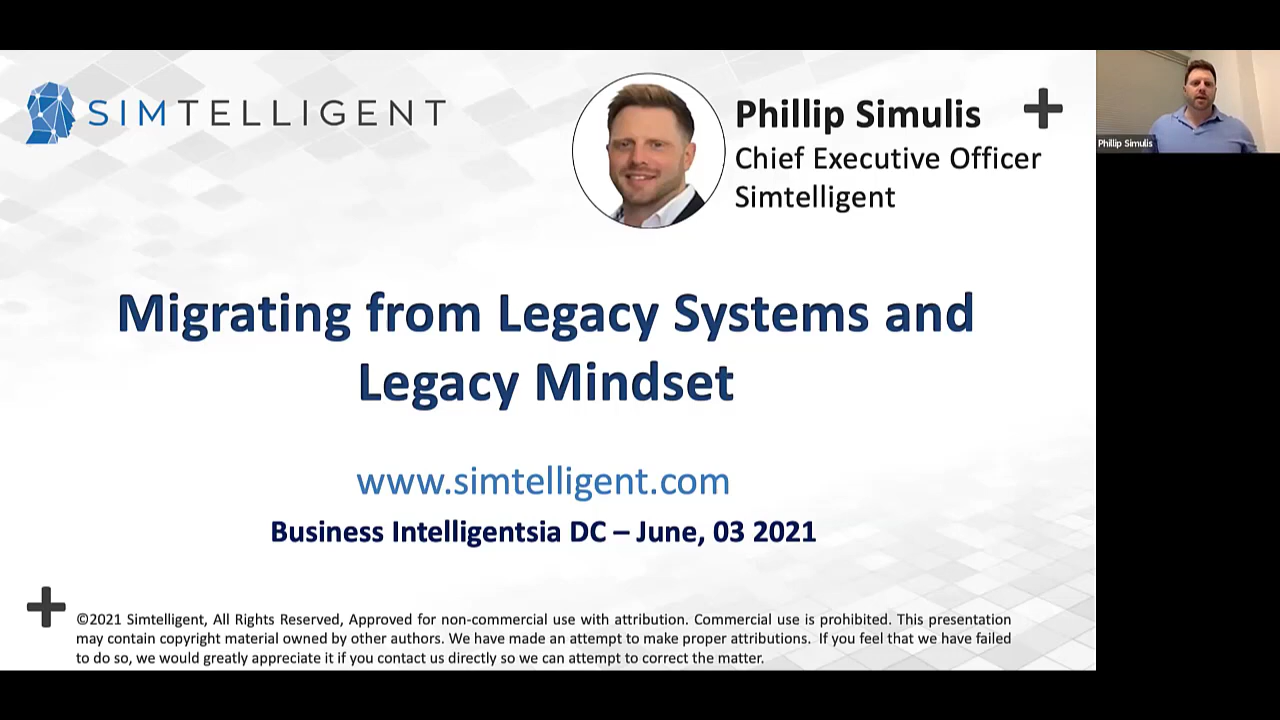 SIMTELLIGENT
Phillip Simulis
Chief Executive Officer
Simtelligent
Phillip Simulis
Migrating from Legacy Systems and
Legacy Mindset
www.simtelligent.com
Business Intelligentsia DC – June, 03 2021
©2021 Simtelligent, All Rights Reserved, Approved for non-commercial use with attribution. Commercial use is prohibited. This presentation
may contain copyright material owned by other authors. We have made an attempt to make proper attributions. If you feel that we have failed
to do so, we would greatly appreciate it if you contact us directly so we can attempt to correct the matter.